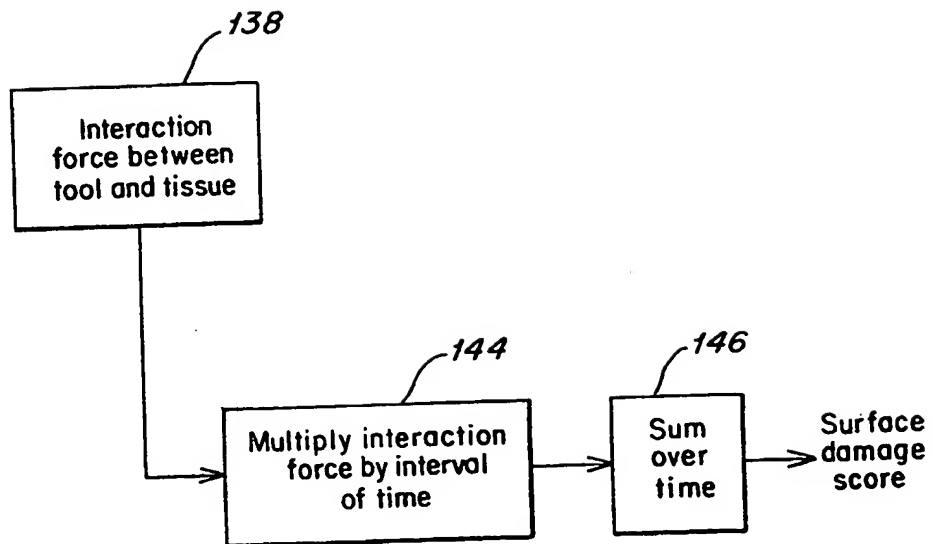 138
Interaction
force between
tool and tissue
144
Multiply interaction
force by interval
of time
146
Sum
over
time
Surface
damage
score